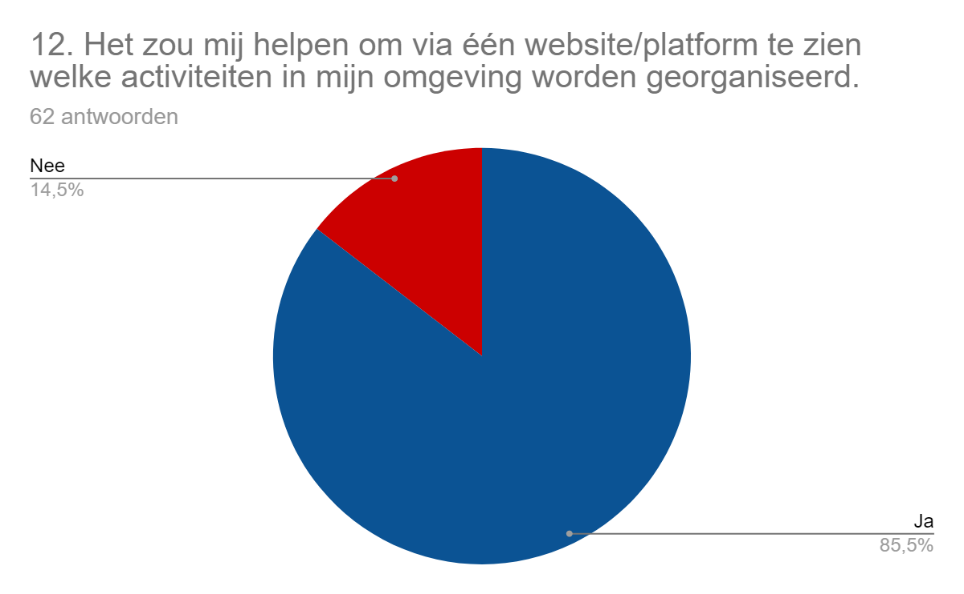 12. Het zou mij helpen om via één website/platform te zien
welke activiteiten in mijn omgeving worden georganiseerd.
62 antwoorden
Nee
14,5%
Ja
85,5%